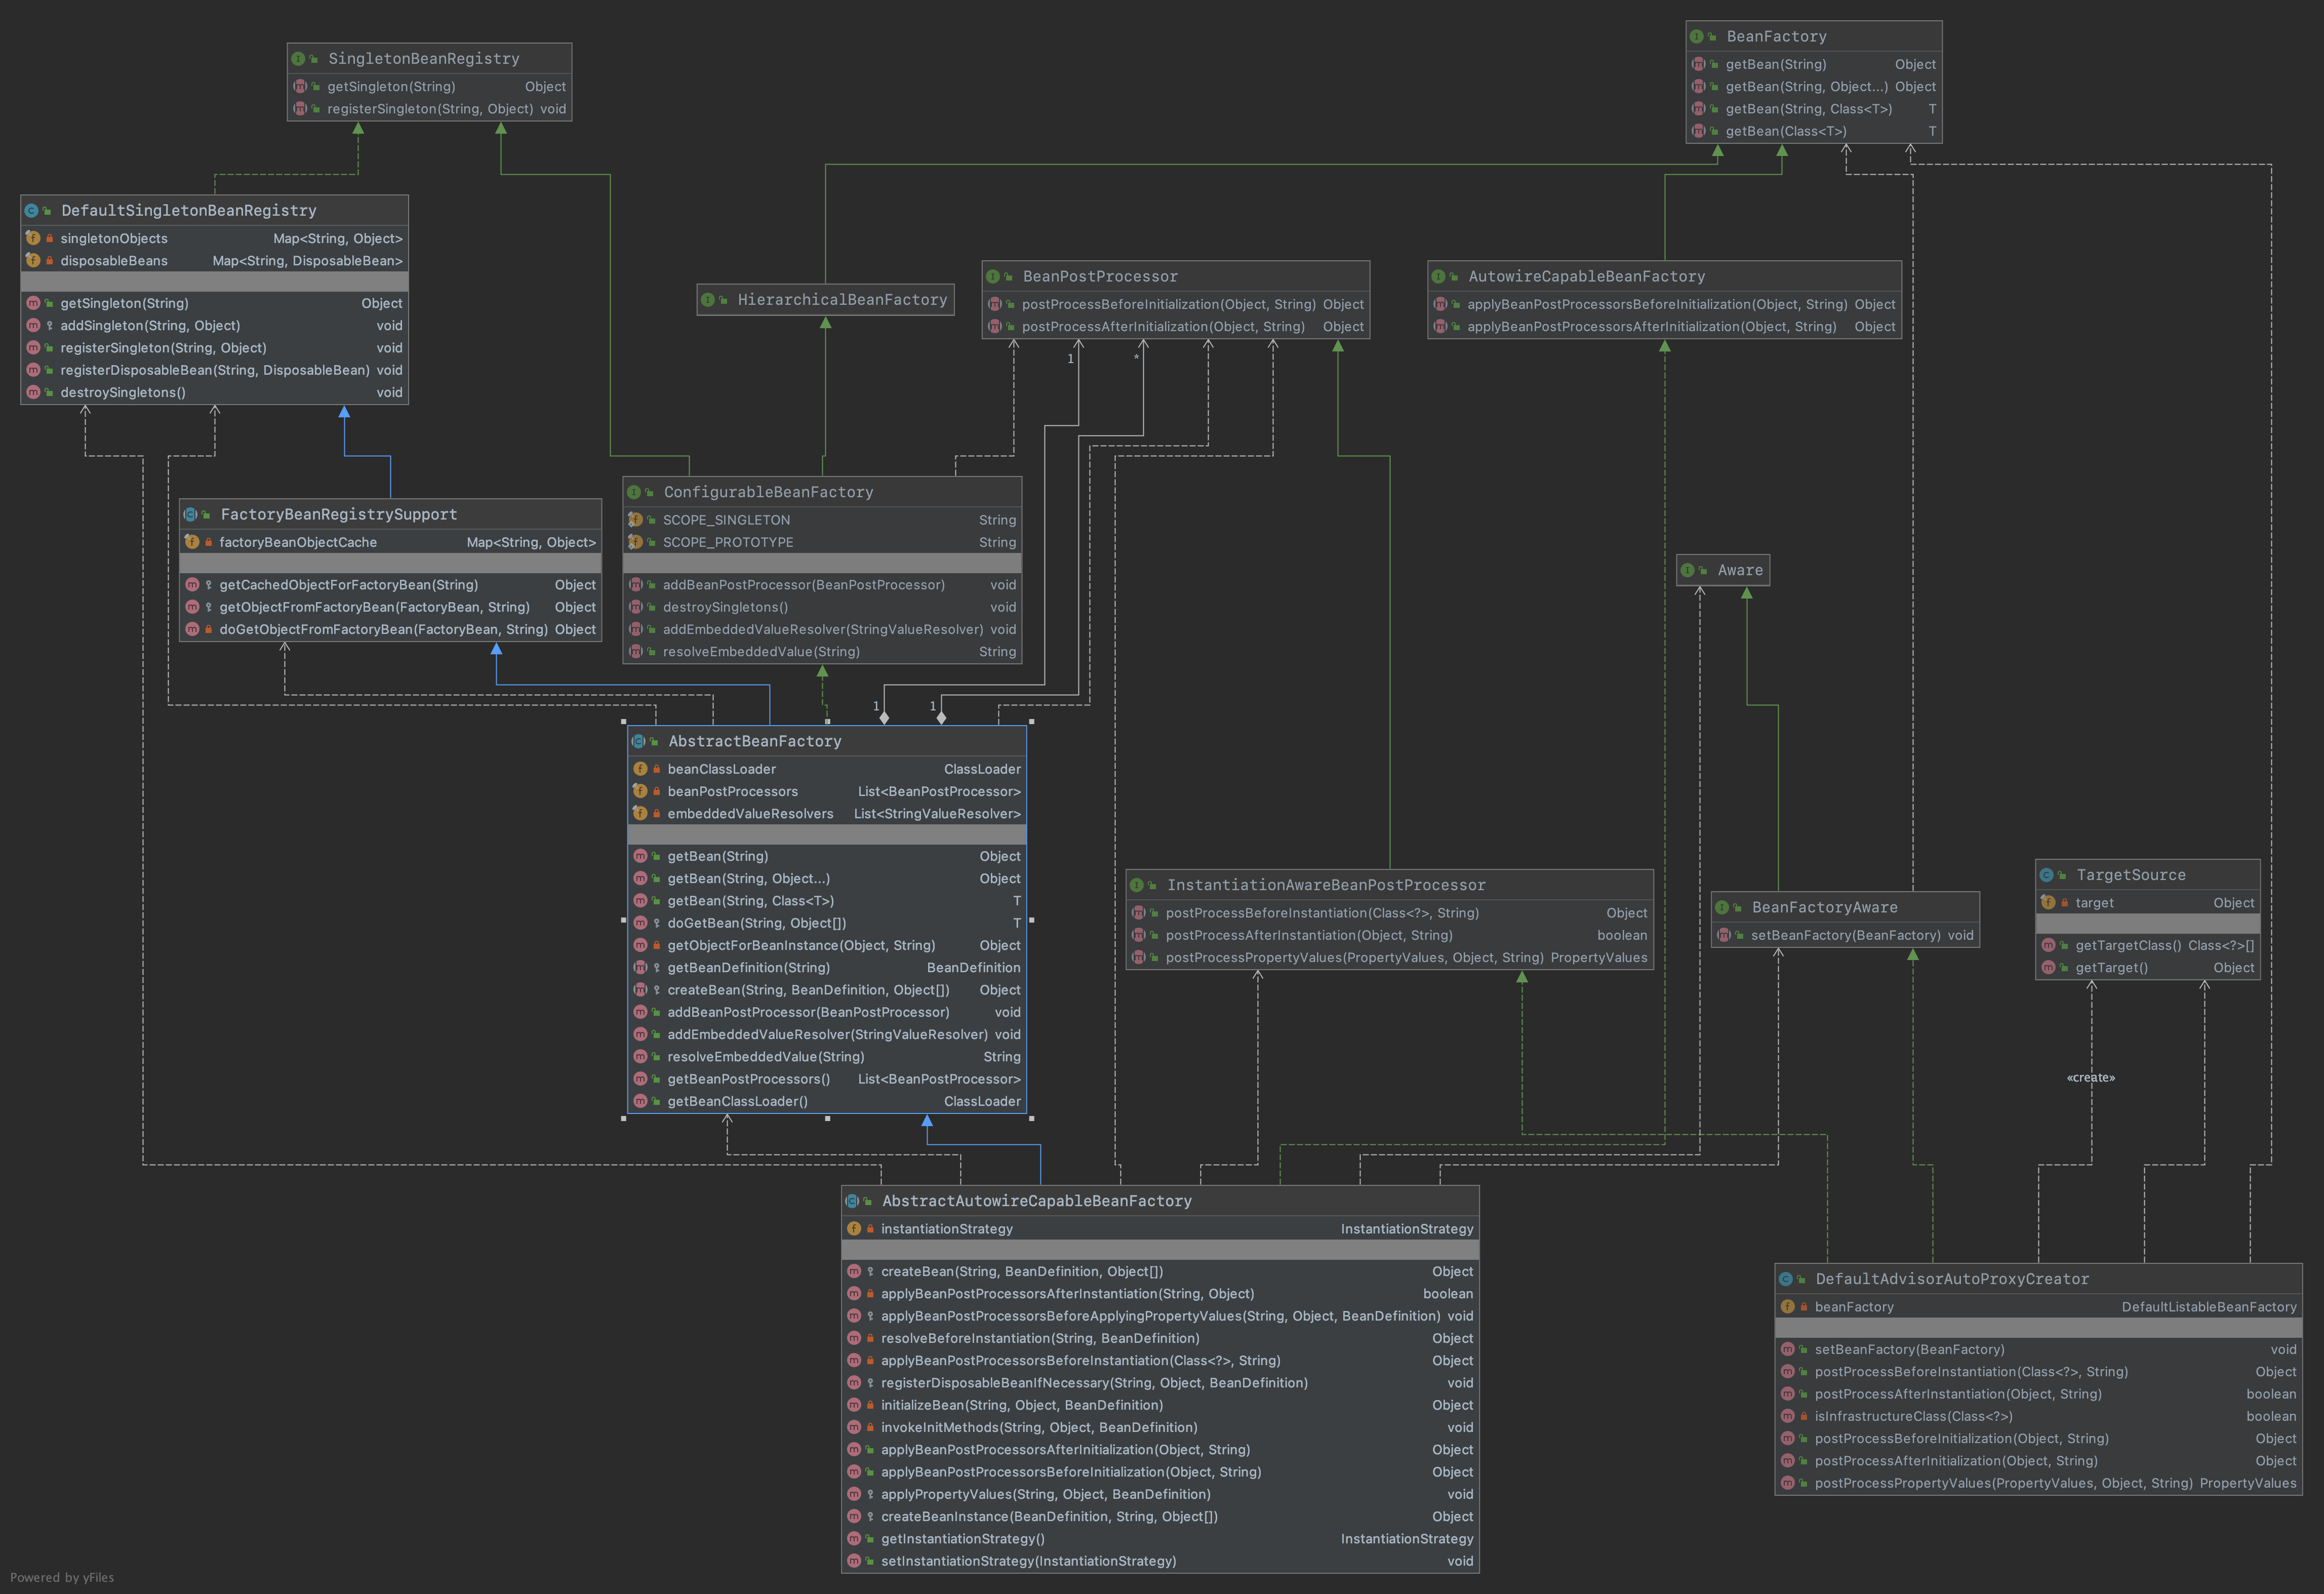 SingletonBeanRegistry
getSingleton(String) Object
registerSingleton(String, Object) void
BeanFactory
getBean(String) Object
getBean(String, Object...) Object
getBean(String, Class<T>) T
getBean(Class<T>) T
DefaultSingletonBeanRegistry
singletonObjects Map<String, Object>
disposableBeans Map<String, DisposableBean>
getSingleton(String) Object
addSingleton(String, Object) void
registerSingleton(String, Object) void
registerDisposableBean(String, DisposableBean) void
destroySingletons() void
HierarchicalBeanFactory
BeanPostProcessor
postProcessBeforeInitialization(Object, String) Object
postProcessAfterInitialization(Object, String) Object
AutowireCapableBeanFactory
applyBeanPostProcessorsBeforeInitialization(Object, String) Object
applyBeanPostProcessorsAfterInitialization(Object, String) Object
1
*
FactoryBeanRegistrySupport
factoryBeanObjectCache Map<String, Object>
getCachedObjectForFactoryBean(String) Object
getObjectFromFactoryBean(FactoryBean, String) Object
doGetObjectFromFactoryBean(FactoryBean, String) Object
ConfigurableBeanFactory
SCOPE_SINGLETON String
SCOPE_PROTOTYPE String
addBeanPostProcessor(BeanPostProcessor) void
destroySingletons() void
addEmbeddedValueResolver(StringValueResolver) void
resolveEmbeddedValue(String) String
Aware
1
1
AbstractBeanFactory
beanClassLoader ClassLoader
beanPostProcessors List<BeanPostProcessor>
embeddedValueResolvers List<StringValueResolver>
getBean(String) Object
getBean(String, Object...) Object
getBean(String, Class<T>) T
doGetBean(String, Object[]) T
getObjectForBeanInstance(Object, String) Object
getBeanDefinition(String) BeanDefinition
createBean(String, BeanDefinition, Object[]) Object
addBeanPostProcessor(BeanPostProcessor) void
addEmbeddedValueResolver(StringValueResolver) void
resolveEmbeddedValue(String) String
getBeanPostProcessors() List<BeanPostProcessor>
getBeanClassLoader() ClassLoader
InstantiationAwareBeanPostProcessor
postProcessBeforeInstantiation(Class<?>, String) Object
postProcessAfterInstantiation(Object, String) boolean
postProcessPropertyValues(PropertyValues, Object, String) PropertyValues
BeanFactoryAware
setBeanFactory(BeanFactory) void
TargetSource
target Object
getTargetClass() Class<?>[]
getTarget() Object
«create»
AbstractAutowireCapableBeanFactory
instantiationStrategy InstantiationStrategy
createBean(String, BeanDefinition, Object[]) Object
applyBeanPostProcessorsAfterInstantiation(String, Object) boolean
applyBeanPostProcessorsBeforeApplyingPropertyValues(String, Object, BeanDefinition) void
resolveBeforeInstantiation(String, BeanDefinition) Object
applyBeanPostProcessorsBeforeInstantiation(Class<?>, String) Object
registerDisposableBeanIfNecessary(String, Object, BeanDefinition) void
initializeBean(String, Object, BeanDefinition) Object
invokeInitMethods(String, Object, BeanDefinition) void
applyBeanPostProcessorsAfterInitialization(Object, String) Object
applyBeanPostProcessorsBeforeInitialization(Object, String) Object
applyPropertyValues(String, Object, BeanDefinition) void
createBeanInstance(BeanDefinition, String, Object[]) Object
getInstantiationStrategy() InstantiationStrategy
setInstantiationStrategy(InstantiationStrategy) void
DefaultAdvisorAutoProxyCreator
beanFactory DefaultListableBeanFactory
setBeanFactory(BeanFactory) void
postProcessBeforeInstantiation(Class<?>, String) Object
postProcessAfterInstantiation(Object, String) boolean
isInfrastructureClass(Class<?>) boolean
postProcessBeforeInitialization(Object, String) Object
postProcessAfterInitialization(Object, String) Object
postProcessPropertyValues(PropertyValues, Object, String) PropertyValues
Powered by yFiles